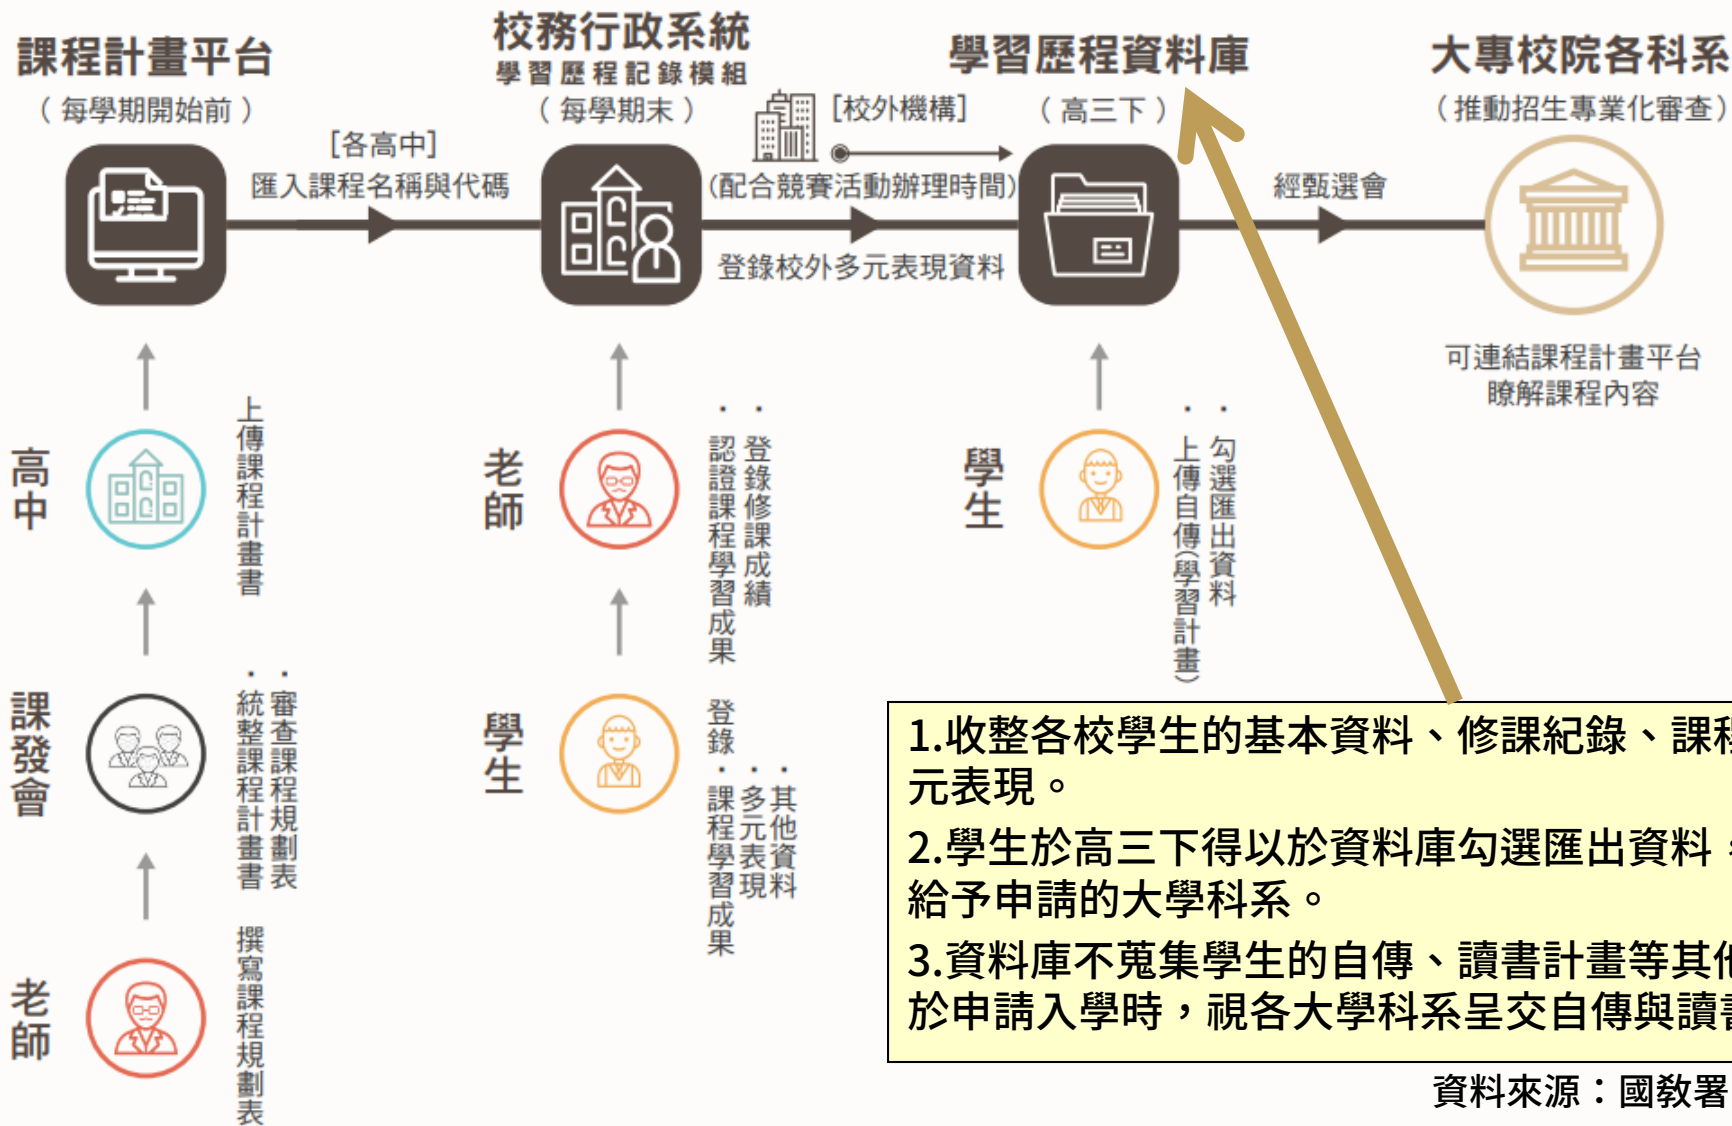 課程計畫平台
（每學期開始前）
[各高中]
匯入課程名稱與代碼
校務行政系統
學習歷程記錄模組
（每學期末）
[校外機構]
(配合競賽活動辦理時間)
登錄校外多元表現資料
學習歷程資料庫
（高三下）
經甄選會
大專校院各科系
（推動招生專業化審查）
可連結課程計畫平台
瞭解課程內容
高中
上傳課程計畫書
課發會
・審查課程規劃表
・統整課程計畫書
老師
撰寫課程規劃表
老師
・登錄修課成績
・認證課程學習成果
學生
登錄
・其他資料
・多元表現
・課程學習成果
學生
・勾選匯出資料
・上傳自傳(學習計畫)
1.收整各校學生的基本資料、修課紀錄、課程
元表現。
2.學生於高三下得以於資料庫勾選匯出資料，
給予申請的大學科系。
3.資料庫不蒐集學生的自傳、讀書計畫等其他
於申請入學時，視各大學科系呈交自傳與讀書
資料來源：國教署